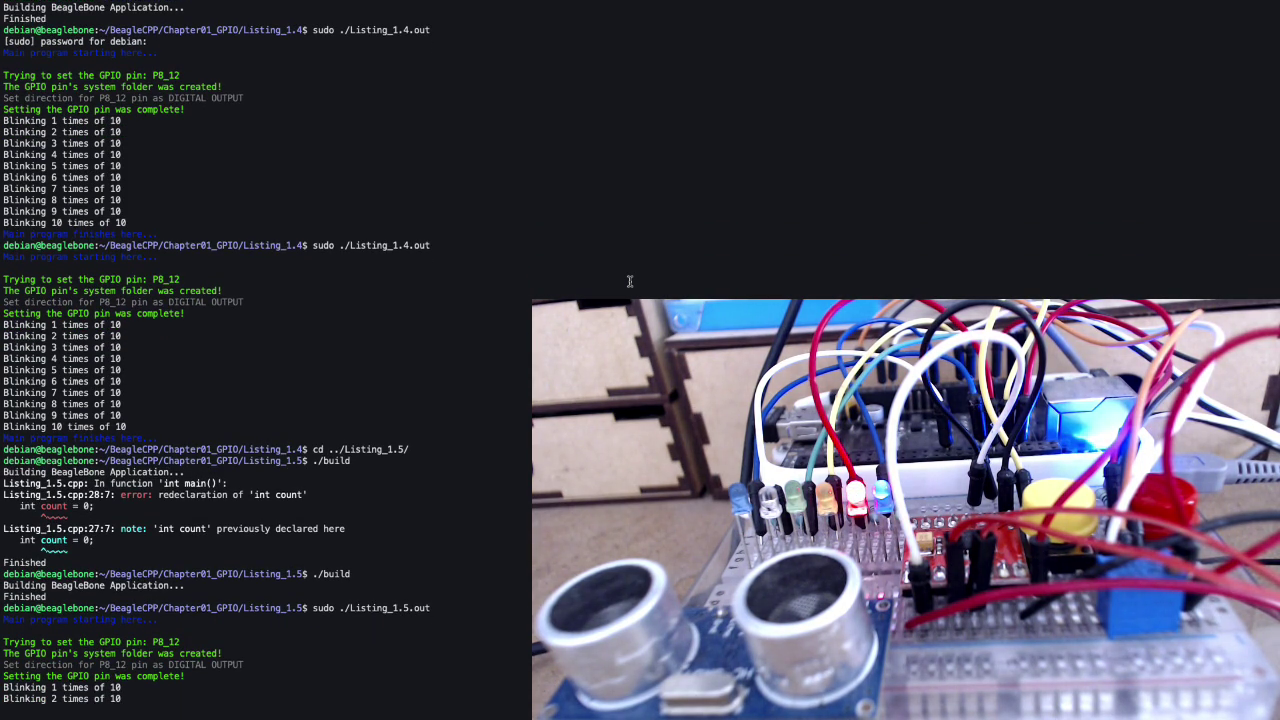 Building BeagleBone Application...
Finished
debian@beaglebone:~/BeagleCPP/Chapter01_GPIO/Listing_1.4$ sudo ./Listing_1.4.out
[sudo] password for debian:
Main program starting here...
Trying to set the GPIO pin: P8_12
The GPIO pin's system folder was created!
Set direction for P8_12 pin as DIGITAL OUTPUT
Setting the GPIO pin was complete!
Blinking 1 times of 10
Blinking 2 times of 10
Blinking 3 times of 10
Blinking 4 times of 10
Blinking 5 times of 10
Blinking 6 times of 10
Blinking 7 times of 10
Blinking 8 times of 10
Blinking 9 times of 10
Blinking 10 times of 10
Main program finishes here...
debian@beaglebone:~/BeagleCPP/Chapter01_GPIO/Listing_1.4$ sudo ./Listing_1.4.out
Main program starting here...
Trying to set the GPIO pin: P8_12
The GPIO pin's system folder was created!
Set direction for P8_12 pin as DIGITAL OUTPUT
Setting the GPIO pin was complete!
Blinking 1 times of 10
Blinking 2 times of 10
Blinking 3 times of 10
Blinking 4 times of 10
Blinking 5 times of 10
Blinking 6 times of 10
Blinking 7 times of 10
Blinking 8 times of 10
Blinking 9 times of 10
Blinking 10 times of 10
Main program finishes here...
debian@beaglebone:~/BeagleCPP/Chapter01_GPIO/Listing_1.4$ cd ../Listing_1.5/
debian@beaglebone:~/BeagleCPP/Chapter01_GPIO/Listing_1.5$ ./build
Building BeagleBone Application...
Listing_1.5.cpp: In function 'int main()':
Listing_1.5.cpp:28:7: error: redeclaration of 'int count'
int count = 0;
^~~~~
Listing_1.5.cpp:27:7: note: 'int count' previously declared here
int count = 0;
^~~~~
Finished
debian@beaglebone:~/BeagleCPP/Chapter01_GPIO/Listing_1.5$ ./build
Building BeagleBone Application...
Finished
debian@beaglebone:~/BeagleCPP/Chapter01_GPIO/Listing_1.5$ sudo ./Listing_1.5.out
Main program starting here...
Trying to set the GPIO pin: P8_12
The GPIO pin's system folder was created!
Set direction for P8_12 pin as DIGITAL OUTPUT
Setting the GPIO pin was complete!
Blinking 1 times of 10
Blinking 2 times of 10